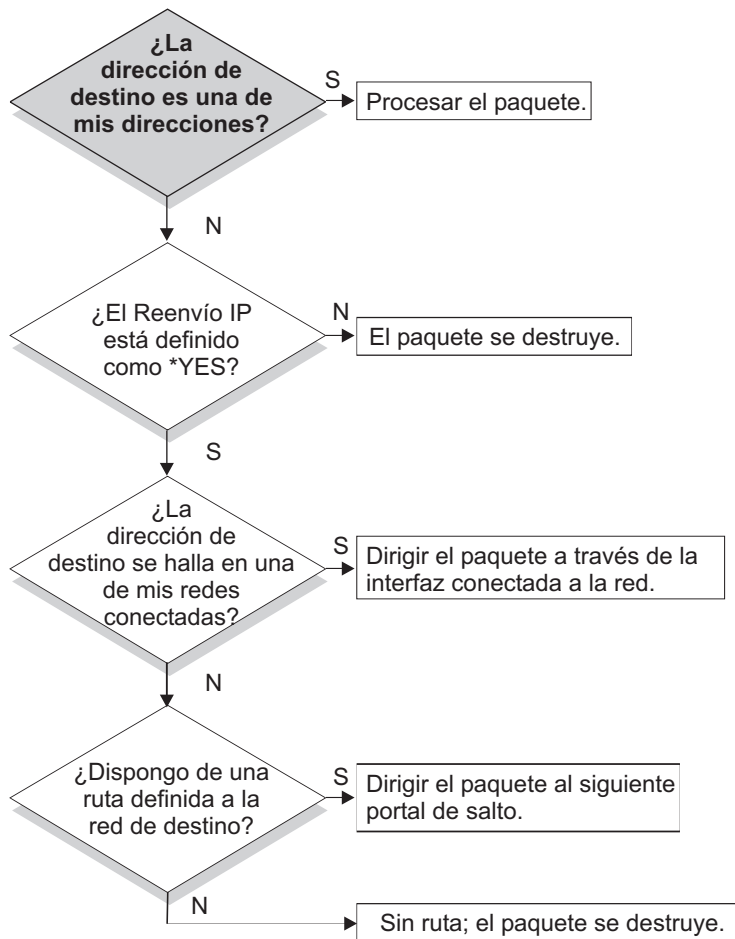 ¿La
dirección de
destino es una de
mis direcciones?
S
Procesar el paquete.
N
¿El Reenvío IP
está definido
como *YES?
N
El paquete se destruye.
S
¿La
dirección de
destino se halla en una
de mis redes
conectadas?
S
Dirigir el paquete a través de la
interfaz conectada a la red.
N
¿Dispongo de una
ruta definida a la
red de destino?
S
Dirigir el paquete al siguiente
portal de salto.
N
Sin ruta; el paquete se destruye.